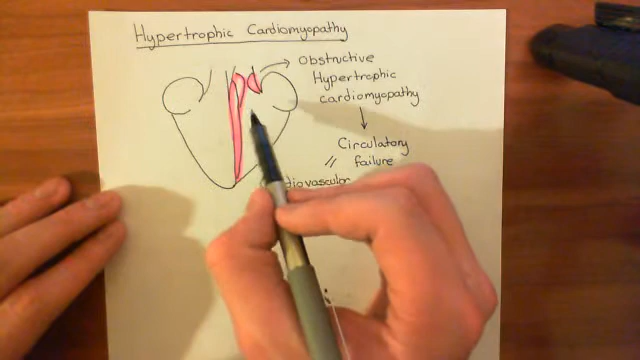 Hypertrophic Cardiomyopathy
Obstructive
Hypertrophic
cardiomyopathy
Circulatory
failure